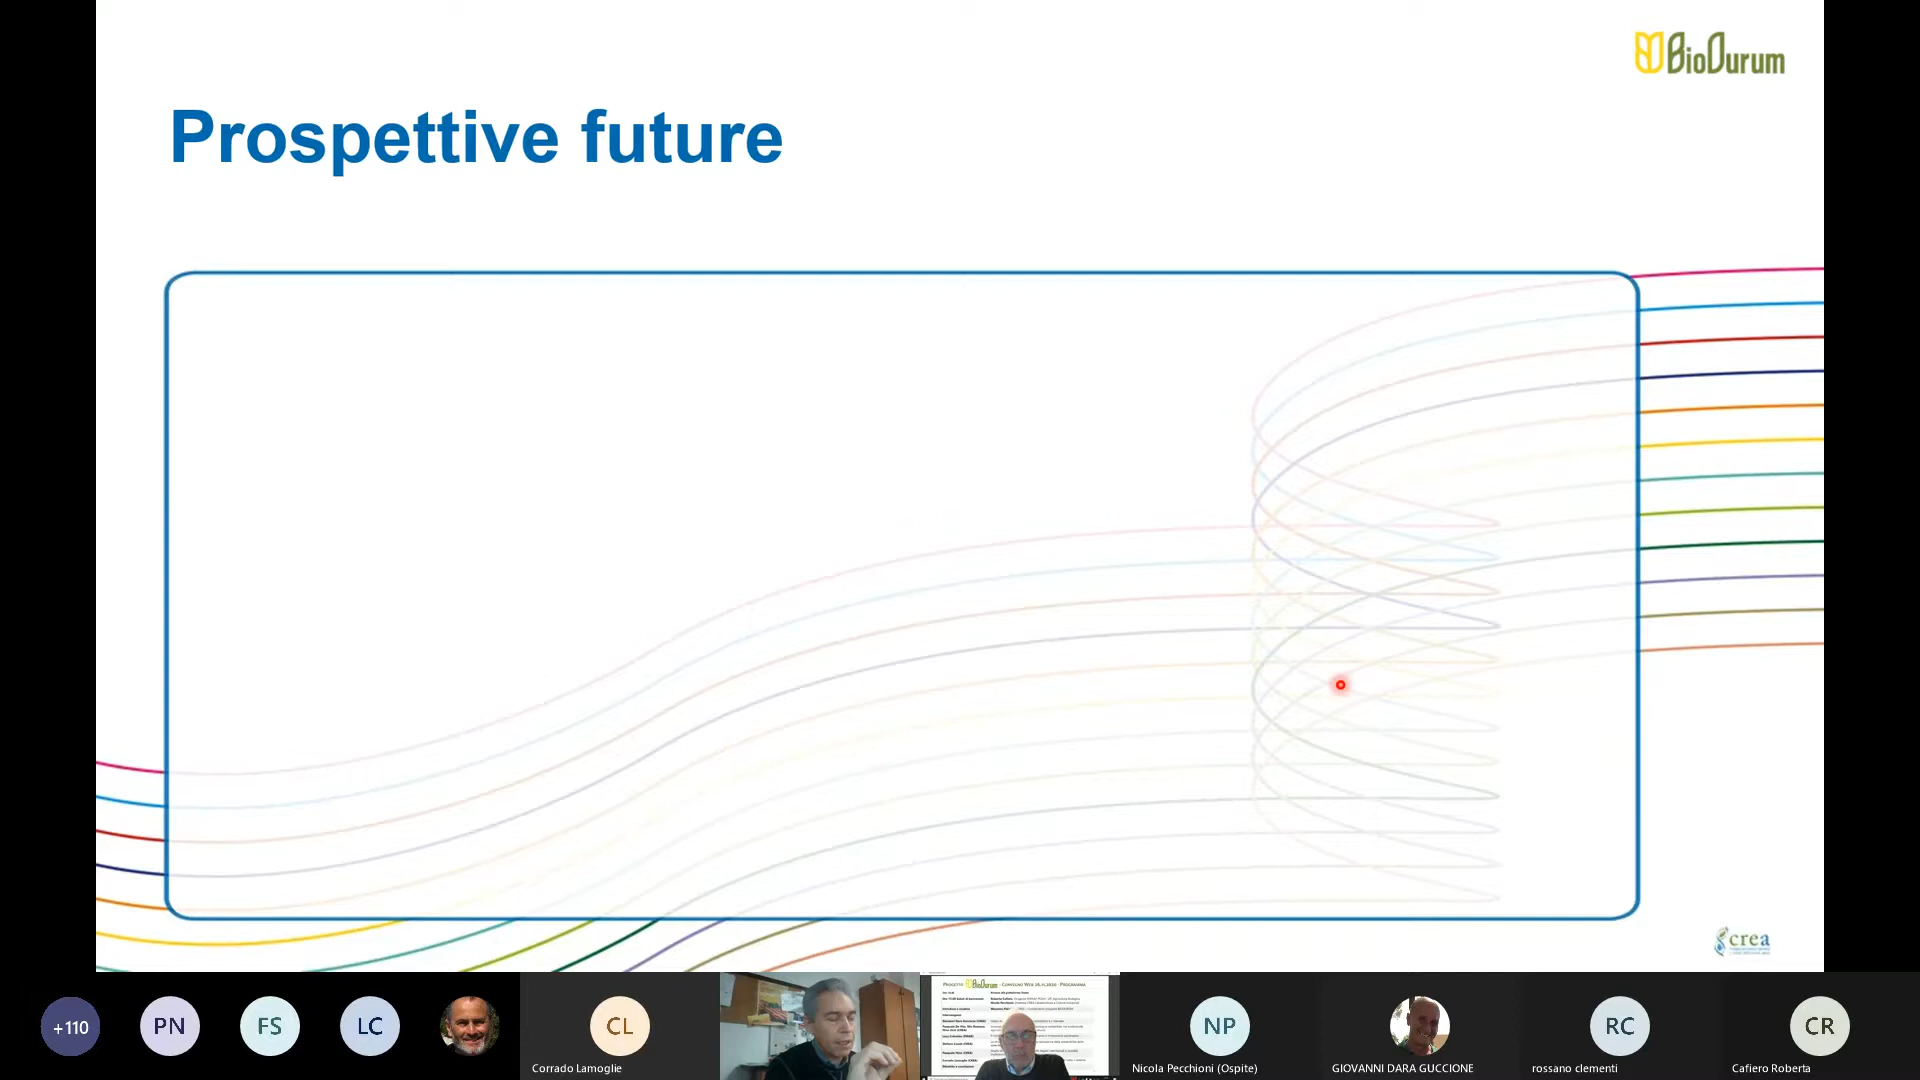 BioDurum
Prospettive future
crea
+110
PN
FS
LC
CL
Corrado Lamoglie
NP
Nicola Pecchioni (Ospite)
GIOVANNI DARA GUCCIONE
RC
rossano clementi
CR
Cafiero Roberta